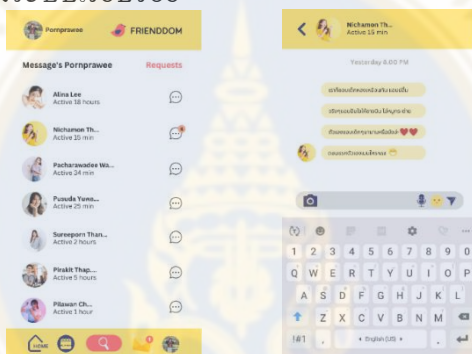 Pornprawee
FRIENDDOM
Message's Pornprawee
Requests
Alina Lee
Active 18 hours
Nichamon Th...
Active 15 min
Pacharawadee Wa...
Active 34 min
Pusuda Yuwa...
Active 25 min
Sureeporn Than...
Active 2 hours
Pirakit Thap...
Active 5 hours
Pilawan Ch...
Active 1 hour
HOME
Nichamon Th...
Active 15 min
Yesterday 6:00 PM
1 2 3 4 5 6 7 8 9 0
Q W E R T Y U I O P
A S D F G H J K L
Z X C V B N M
!#1 , English (US) .